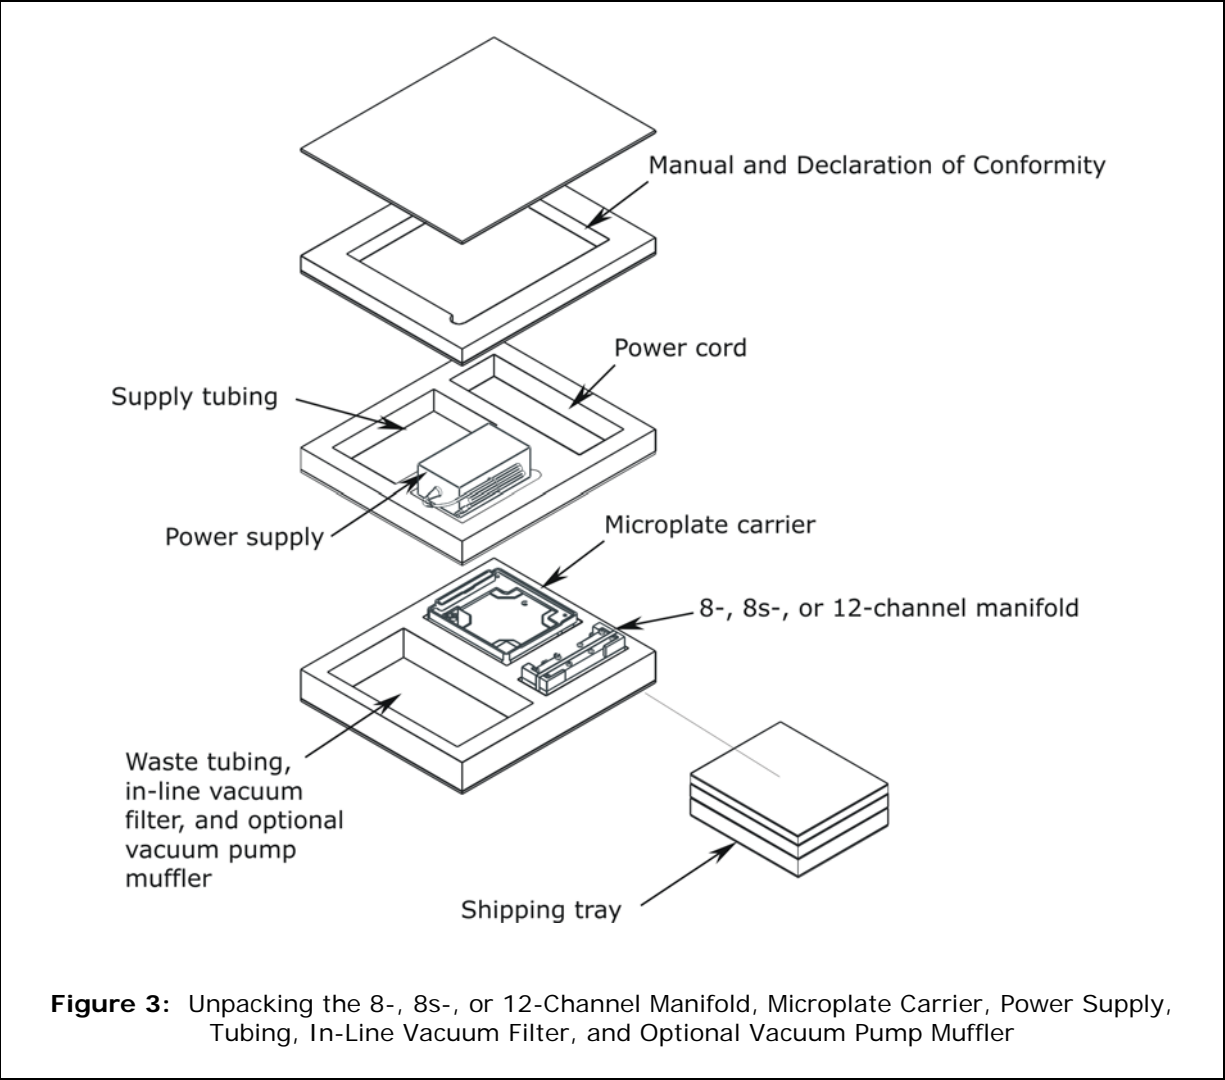 Manual and Declaration of Conformity
Power cord
Supply tubing
Power supply
Microplate carrier
8-, 8s-, or 12-channel manifold
Waste tubing,
in-line vacuum
filter, and optional
vacuum pump
muffler
Shipping tray
Figure 3: Unpacking the 8-, 8s-, or 12-Channel Manifold, Microplate Carrier, Power Supply,
Tubing, In-Line Vacuum Filter, and Optional Vacuum Pump Muffler